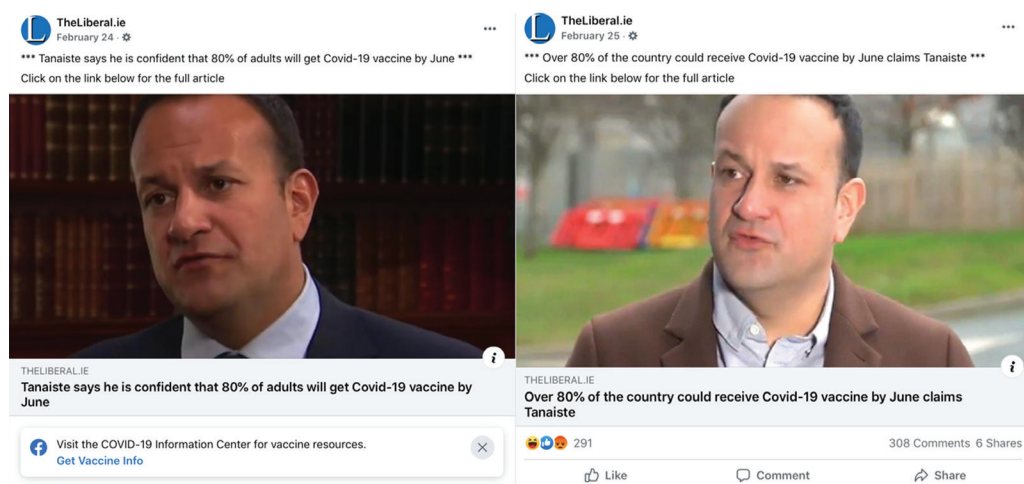 TheLiberal.ie
February 24 ·
*** Tanaiste says he is confident that 80% of adults will get Covid-19 vaccine by June ***
Click on the link below for the full article
THELIBERAL.IE
Tanaiste says he is confident that 80% of adults will get Covid-19 vaccine by
June
Visit the COVID-19 Information Center for vaccine resources.
Get Vaccine Info
TheLiberal.ie
February 25 ·
*** Over 80% of the country could receive Covid-19 vaccine by June claims Tanaiste ***
Click on the link below for the full article
THELIBERAL.IE
Over 80% of the country could receive Covid-19 vaccine by June claims
Tanaiste
291
308 Comments 6 Shares
Like Comment Share